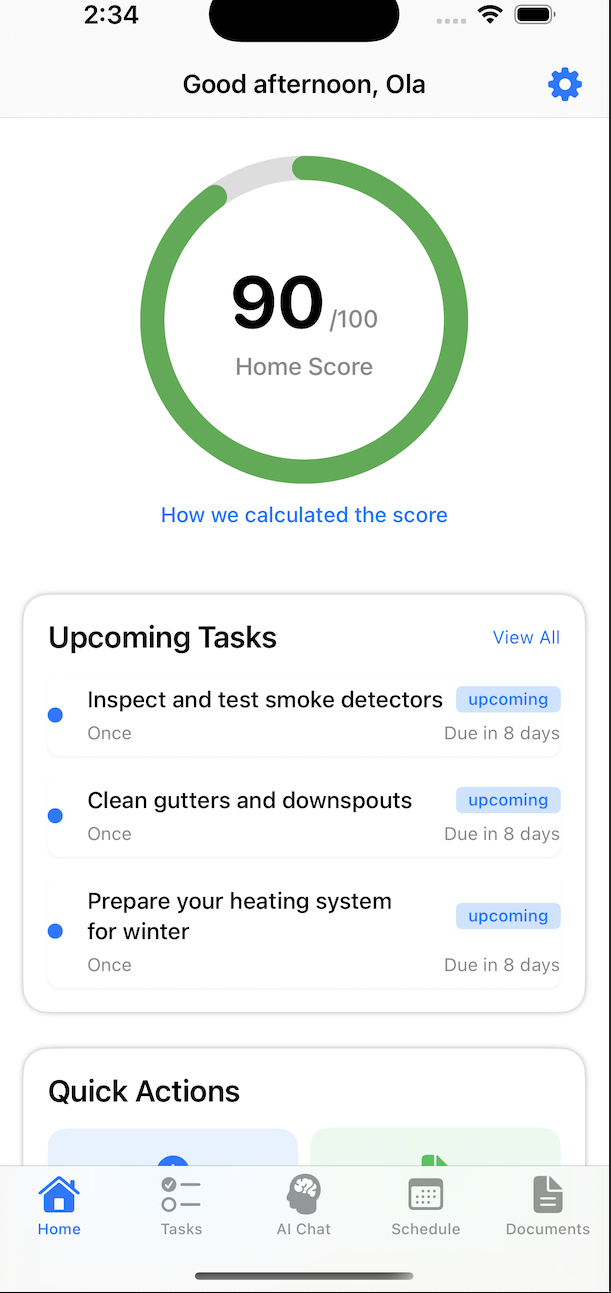 2:34
Good afternoon, Ola
90 /100
Home Score
How we calculated the score
Upcoming Tasks View All
Inspect and test smoke detectors upcoming
Once Due in 8 days
Clean gutters and downspouts upcoming
Once Due in 8 days
Prepare your heating system
for winter
upcoming
Once Due in 8 days
Quick Actions
Home Tasks AI Chat Schedule Documents